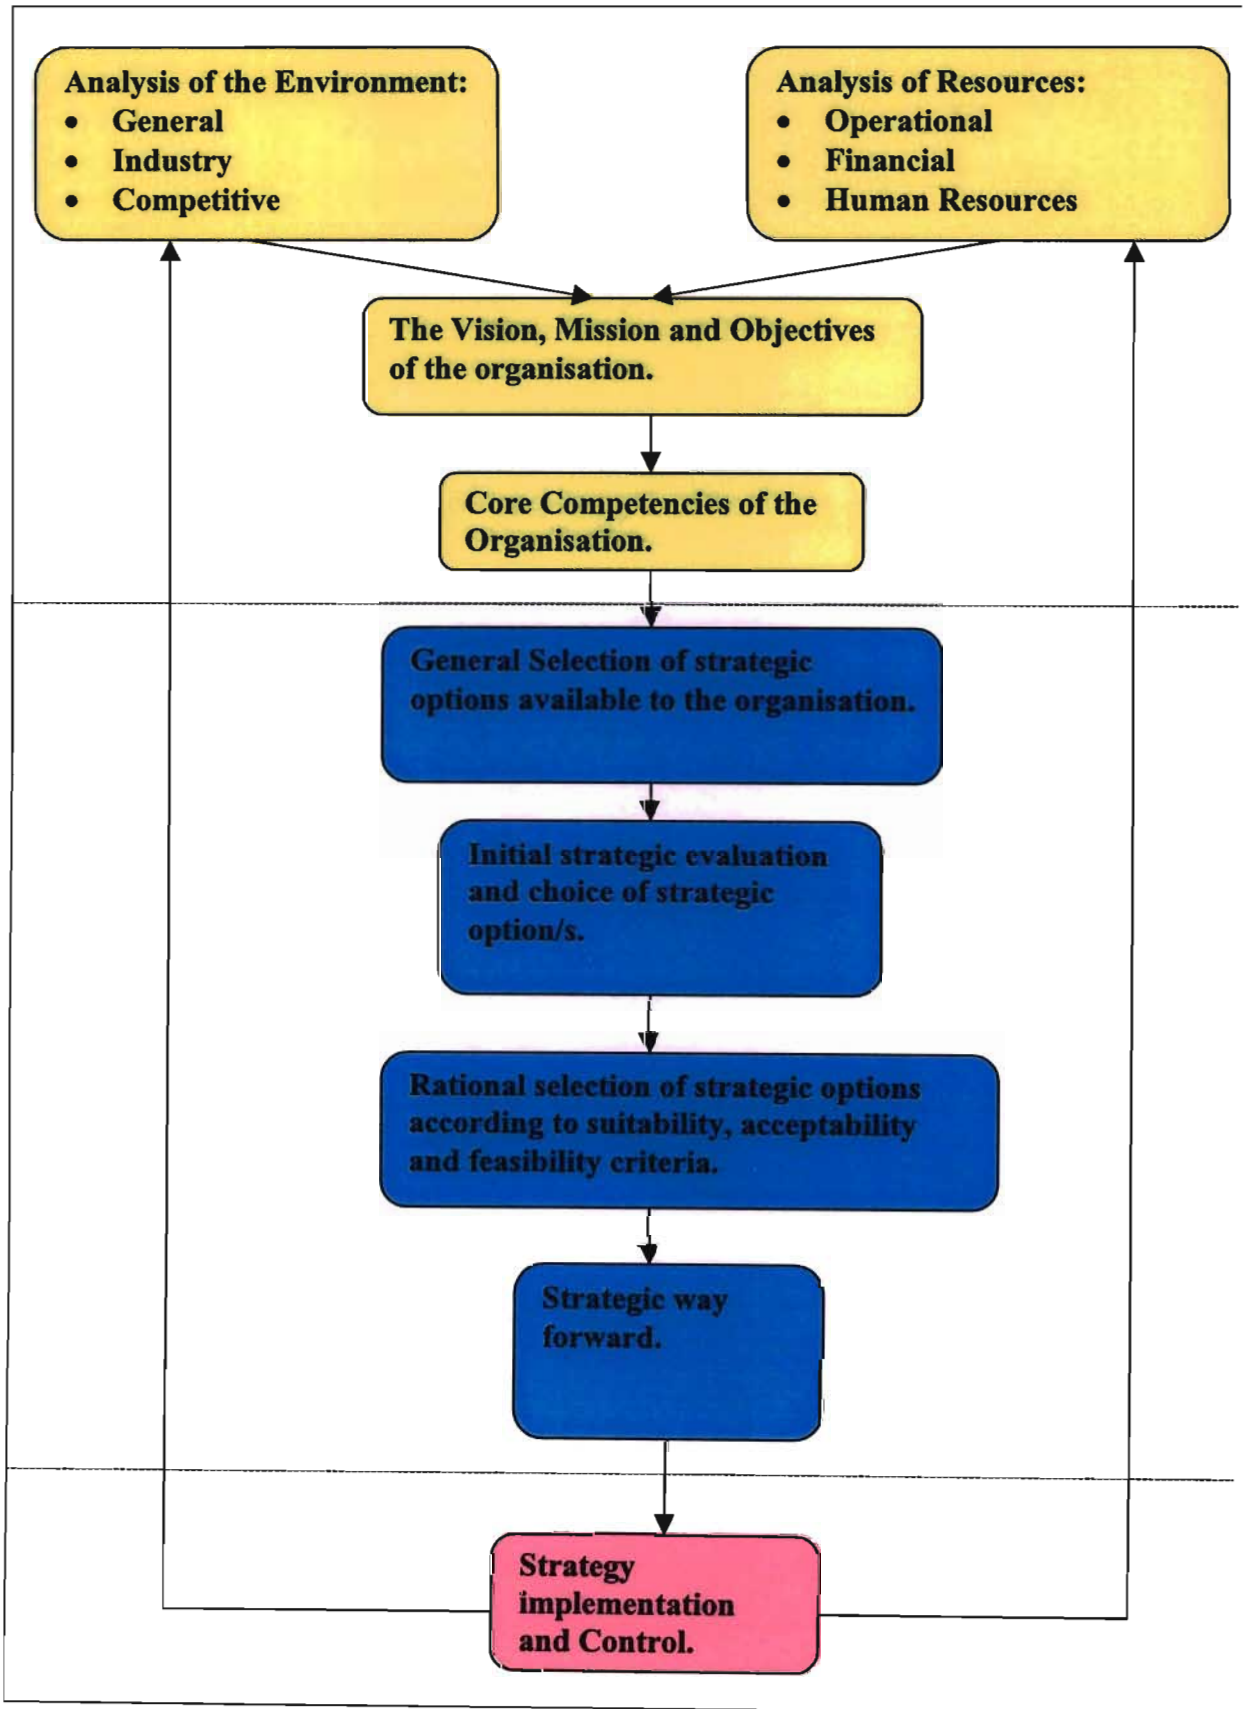 Analysis of the Environment:
• General
• Industry
• Competitive
Analysis of Resources:
• Operational
• Financial
• Human Resources
The Vision, Mission and Objectives
of the organisation.
Core Competencies of the
Organisation.
General Selection of strategic
options available to the organisation.
Initial strategic evaluation
and choice of strategic
option/s.
Rational selection of strategic options
according to suitability, acceptability
and feasibility criteria.
Strategic way
forward.
Strategy
implementation
and Control.